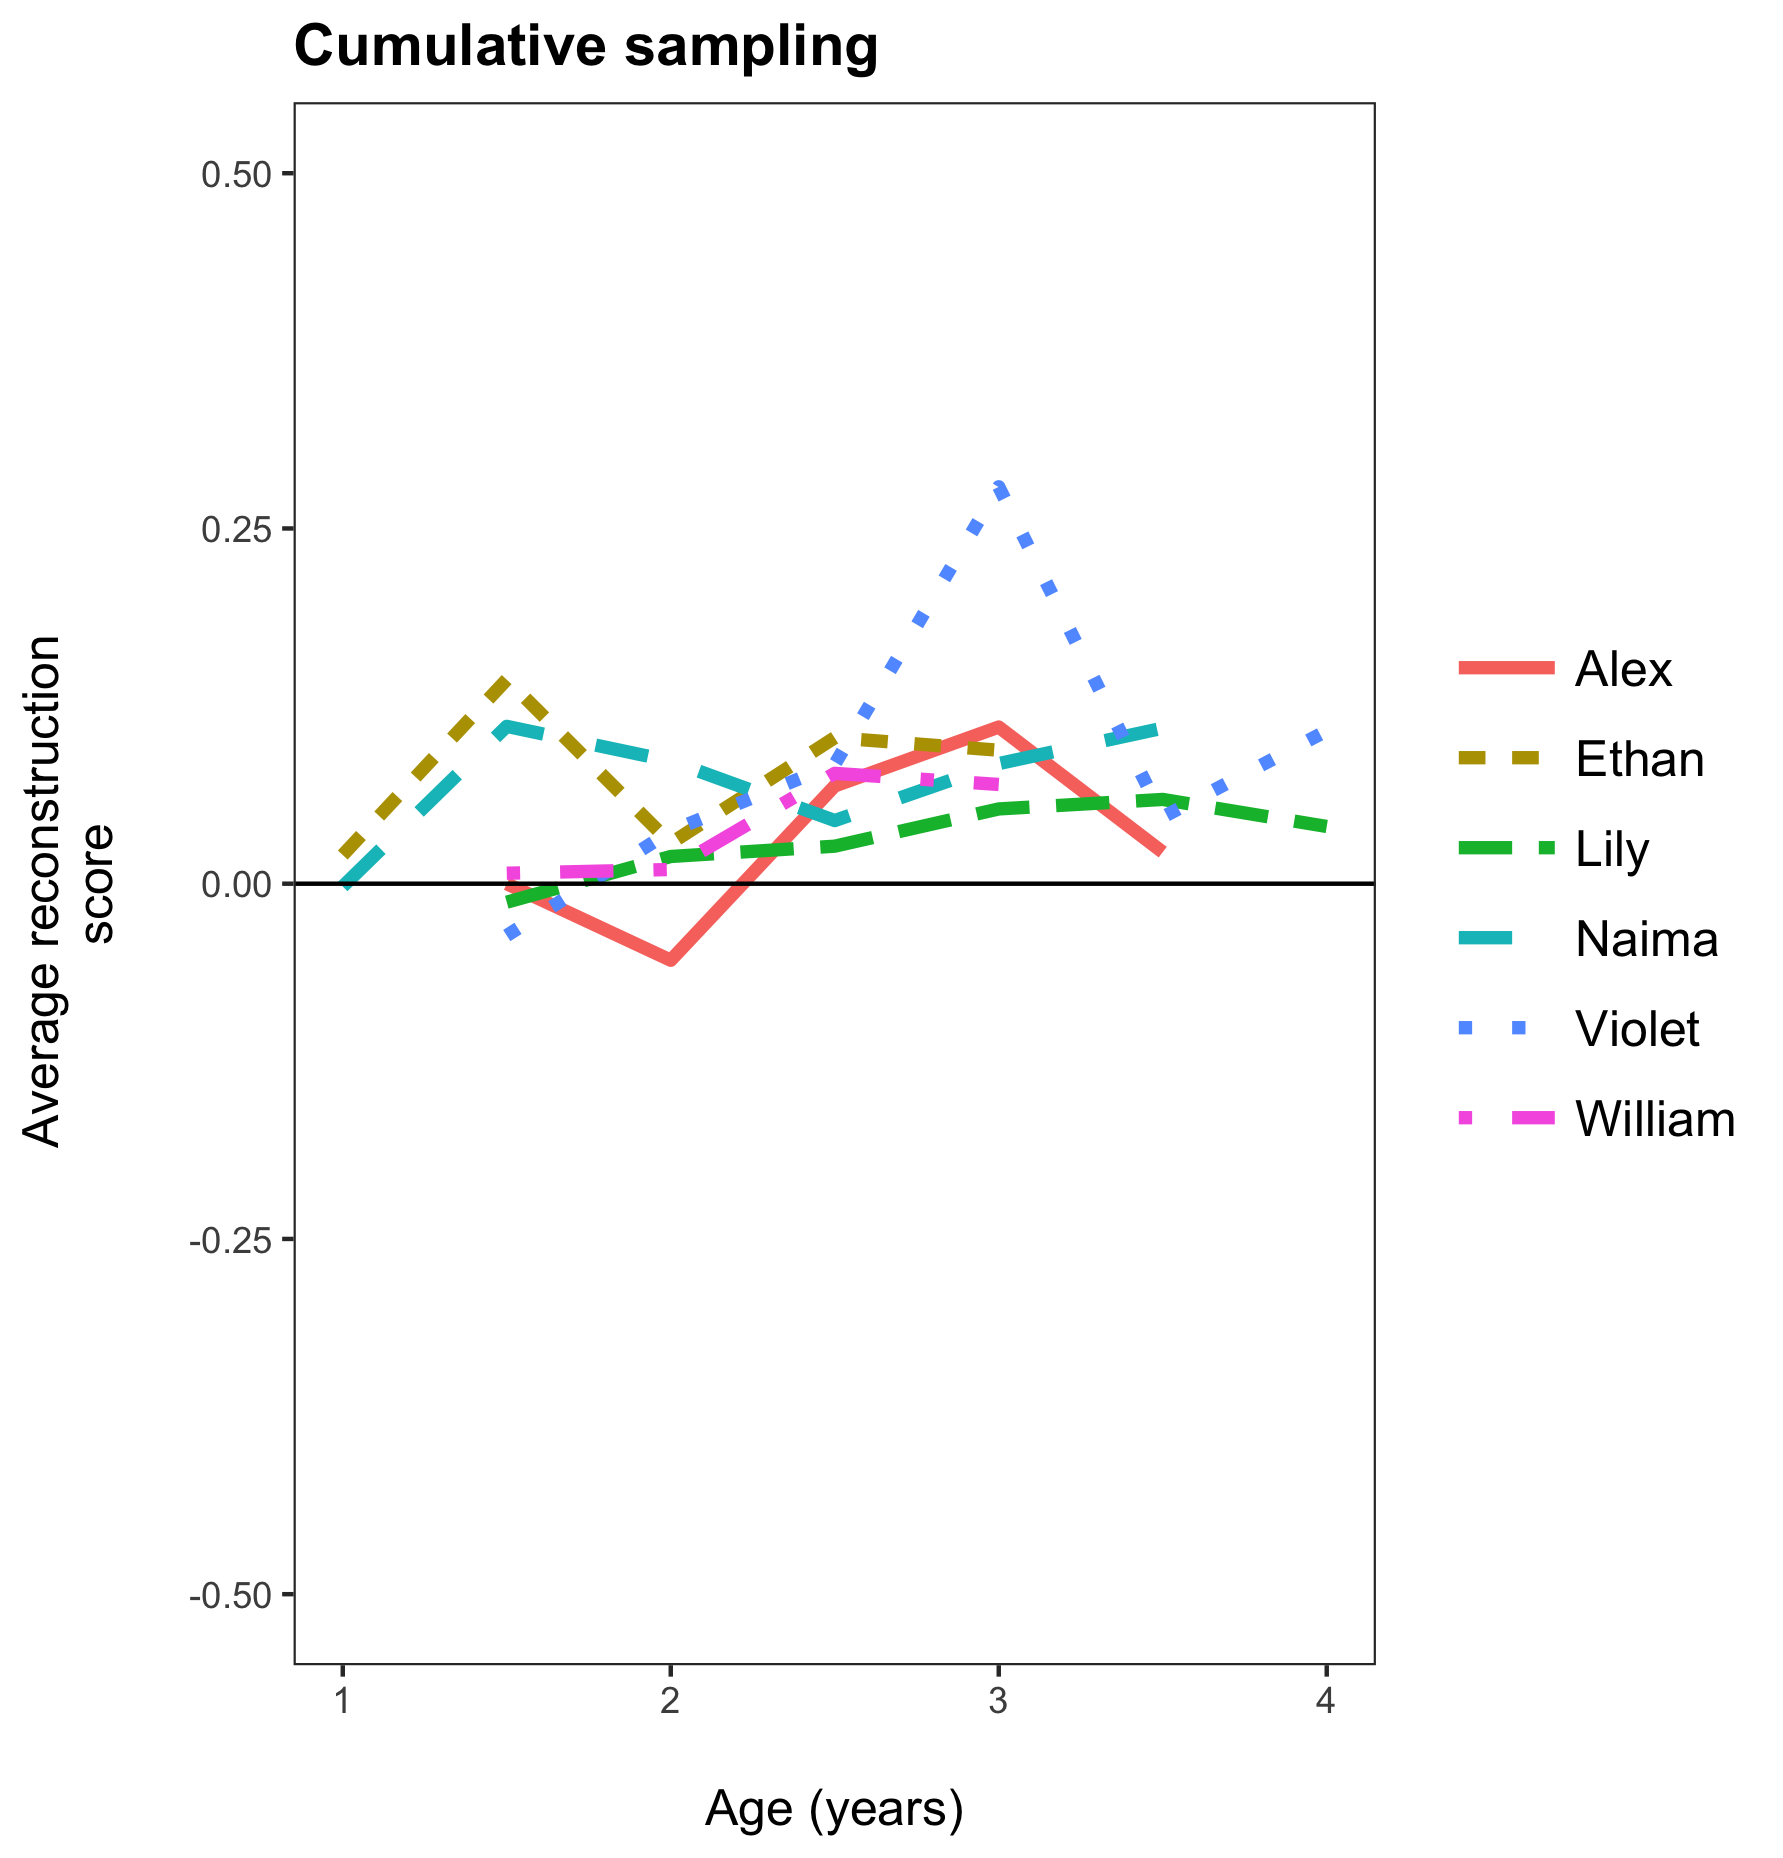 Cumulative sampling
Average reconstruction
score
0.50
0.25
0.00
-0.25
-0.50
1
2
3
4
Age (years)
Alex
Ethan
Lily
Naima
Violet
William